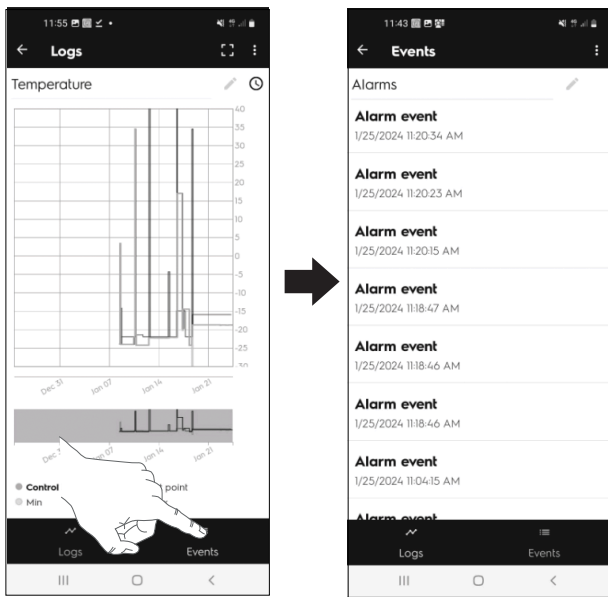 11:55
Logs
Temperature
40
35
30
25
20
15
10
5
0
-5
-10
-15
-20
-25
-30
Dec 31 Jan 07 Jan 14 Jan 21
Jan 07 Jan 14 Jan 21
Control point
Min
Logs Events
11:43
Events
Alarms
Alarm event
1/25/2024 11:20:34 AM
Alarm event
1/25/2024 11:20:23 AM
Alarm event
1/25/2024 11:20:15 AM
Alarm event
1/25/2024 11:18:47 AM
Alarm event
1/25/2024 11:18:46 AM
Alarm event
1/25/2024 11:18:46 AM
Alarm event
1/25/2024 11:04:15 AM
Alarm event
Logs Events